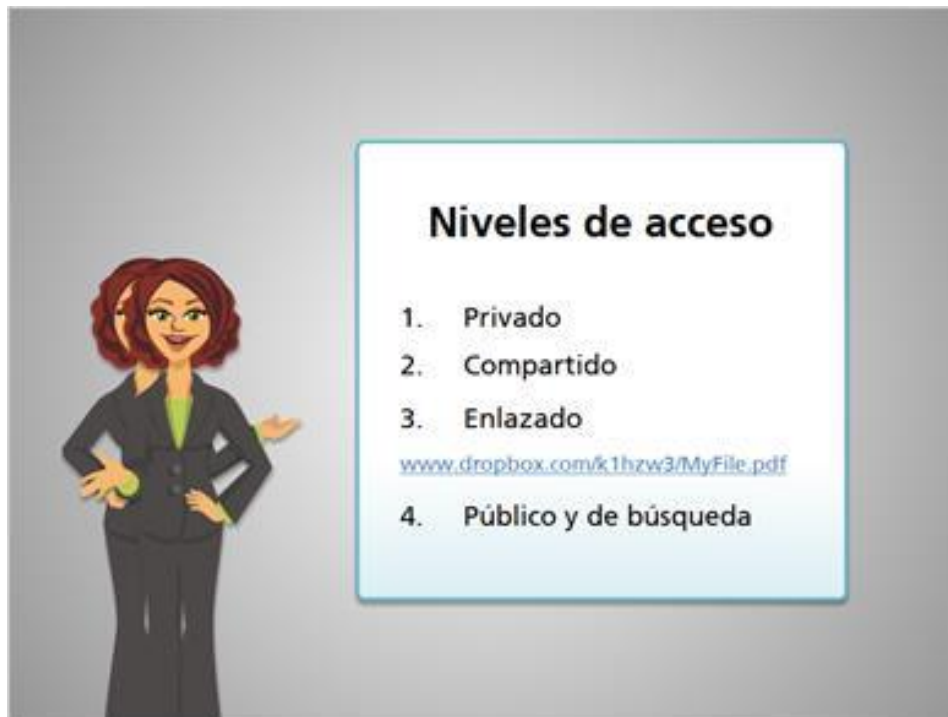 Niveles de acceso
1. Privado
2. Compartido
3. Enlazado
www.dropbox.com/k1hzw3/MyFile.pdf
4. Público y de búsqueda